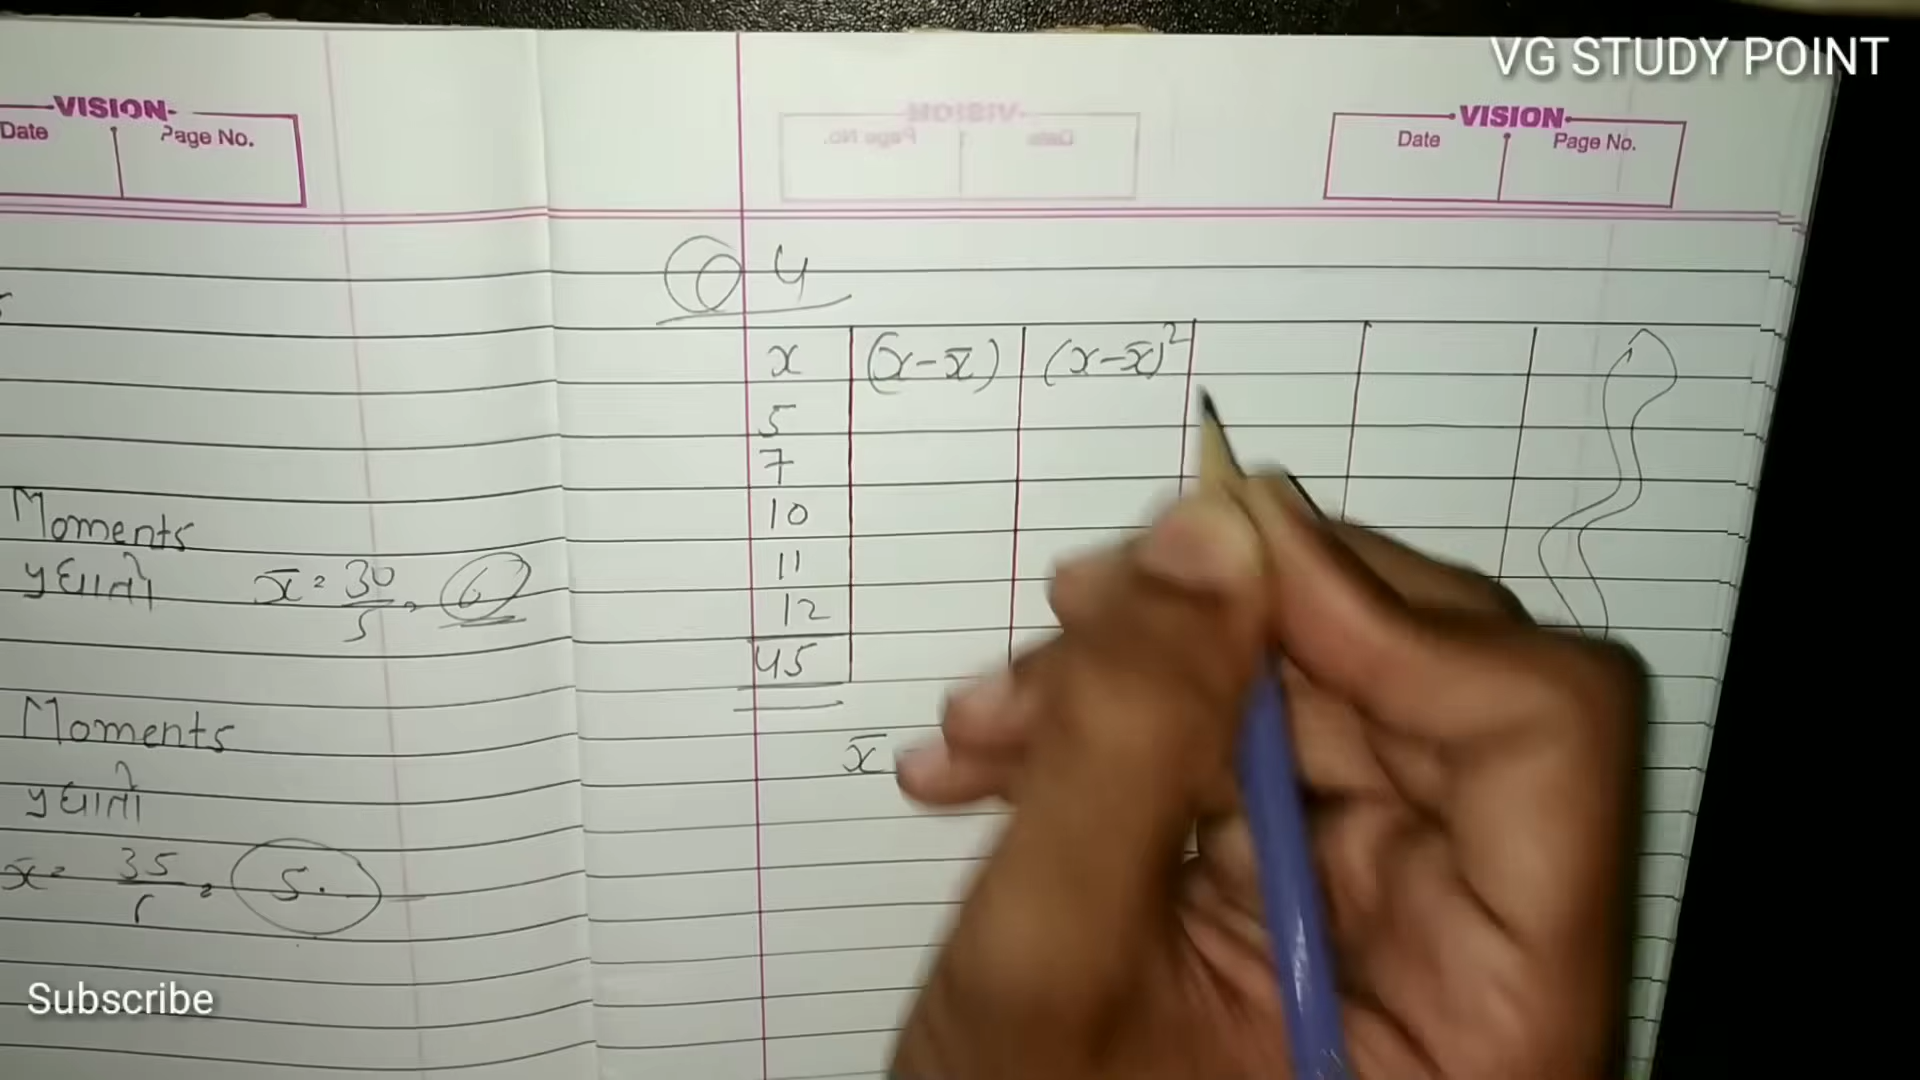 VG STUDY POINT
VISION
Date Page No.
VISION
Date Page No.
Q 4
x (x-x̄) (x-x̄)²
5
7
10
11
12
45
x̄
Moments
x̄ = 30/5 = 6
Moments
x̄ = 35/ = 5.
Subscribe